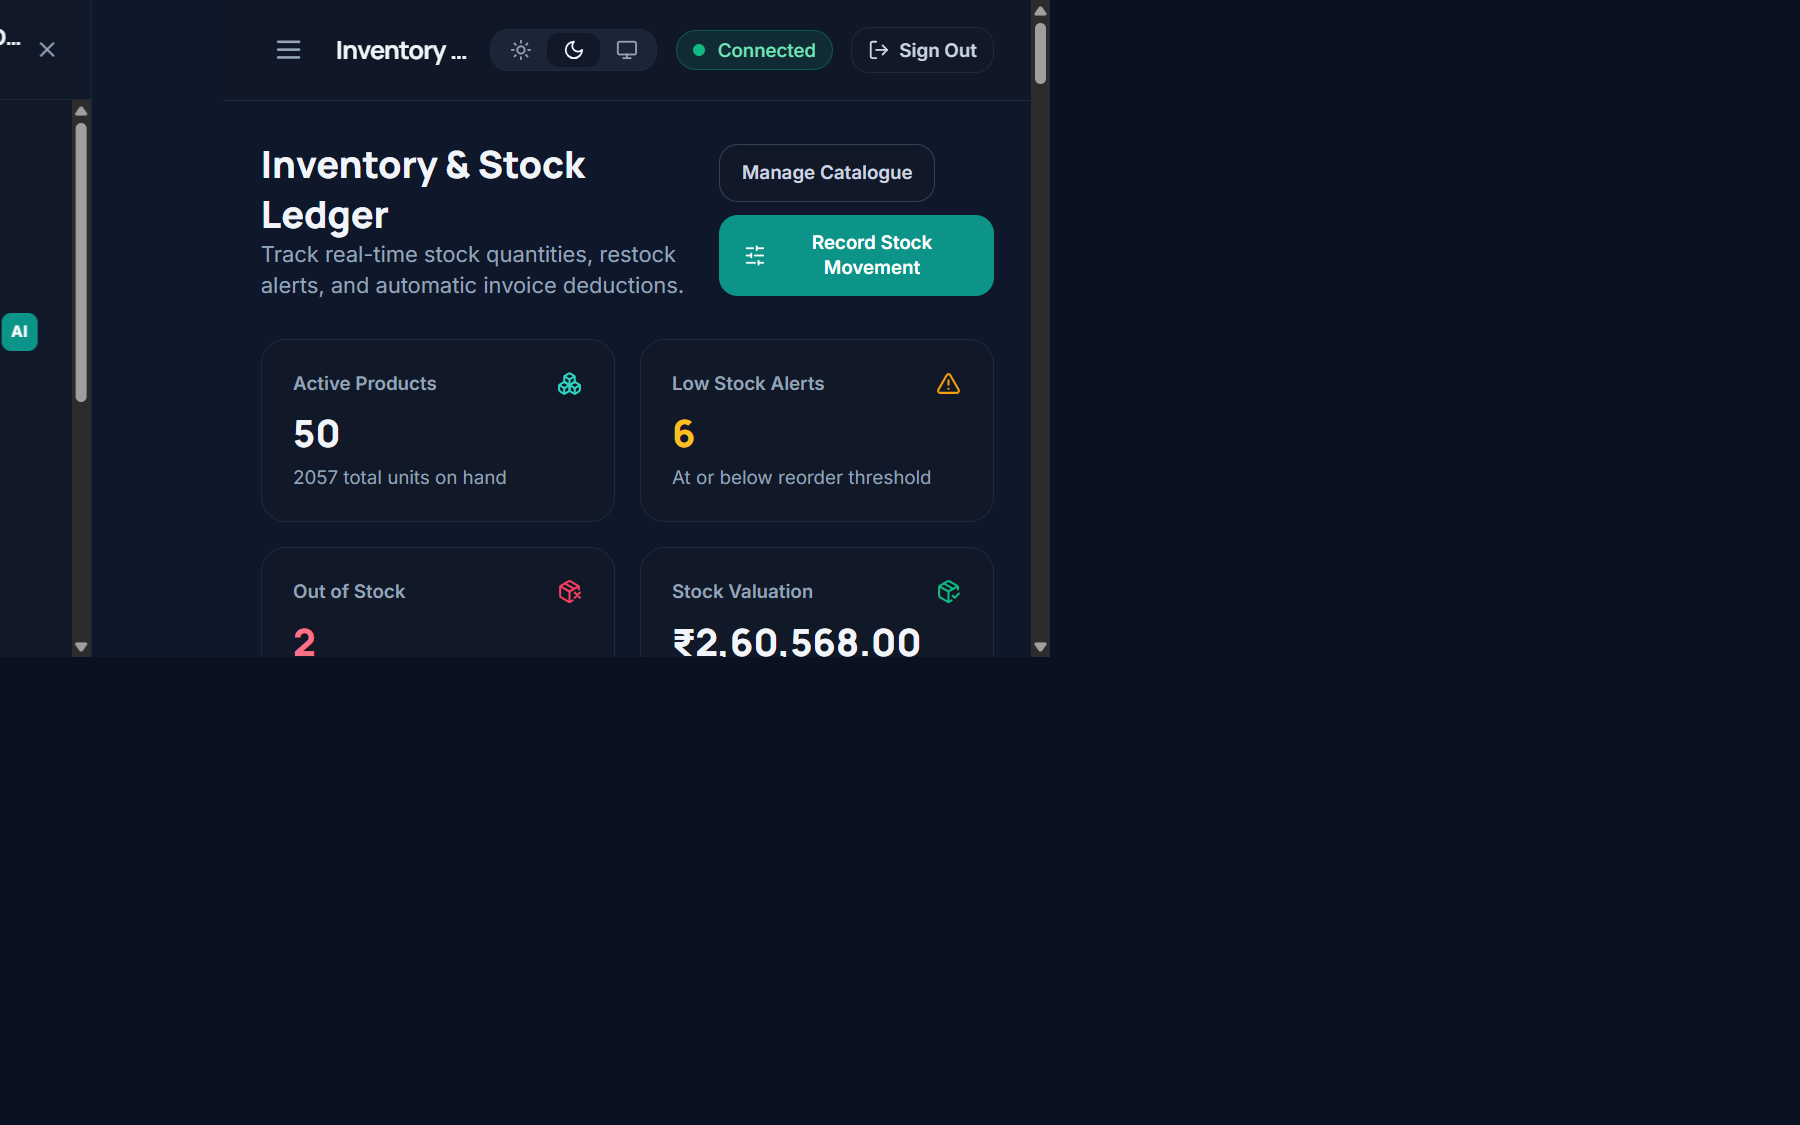 Inventory ...
Connected
Sign Out
Inventory & Stock
Ledger
Track real-time stock quantities, restock
alerts, and automatic invoice deductions.
Manage Catalogue
Record Stock
Movement
AI
Active Products
50
2057 total units on hand
Low Stock Alerts
6
At or below reorder threshold
Out of Stock
2
Stock Valuation
₹2,60,568.00